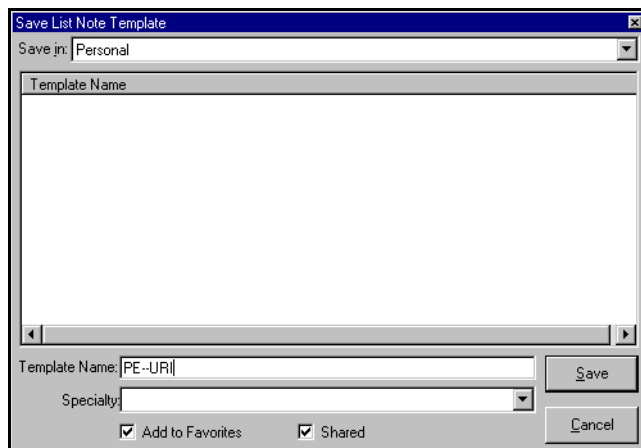 Save List Note Template
Save in: Personal
Template Name
Template Name: PE--URI
Save
Specialty:
Add to Favorites Shared
Cancel